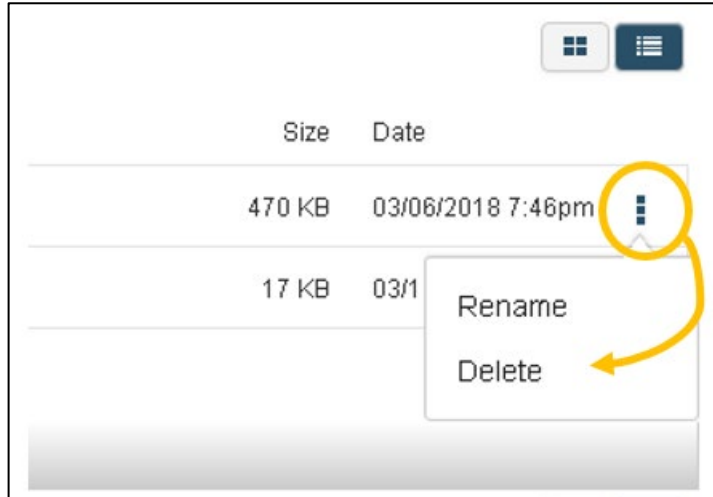 Size Date
470 KB 03/06/2018 7:46pm
17 KB 03/1
Rename
Delete